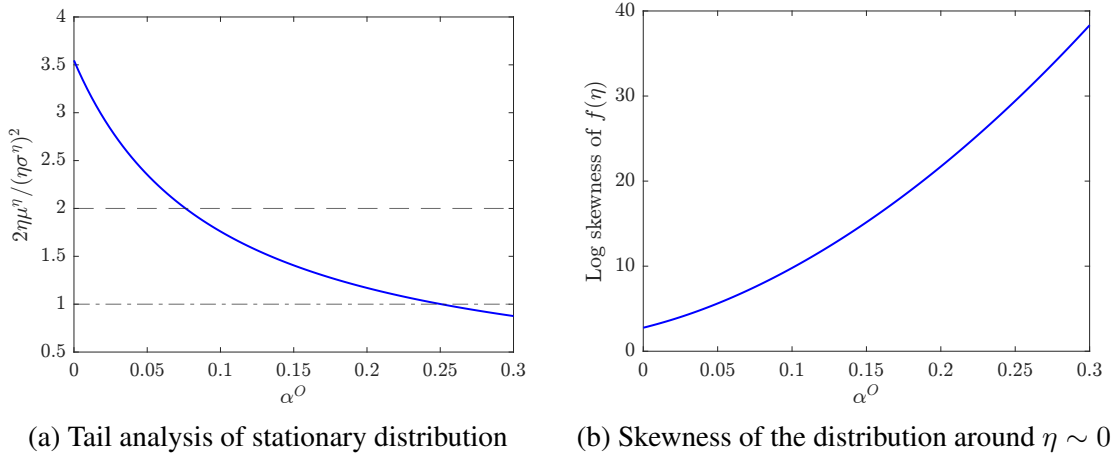 4
3.5
3
2.5
2
1.5
1
0.5
2ημ^η/(ησ^η)^2
0 0.05 0.1 0.15 0.2 0.25 0.3
α^O
(a) Tail analysis of stationary distribution
40
30
20
10
0
Log skewness of f(η)
0 0.05 0.1 0.15 0.2 0.25 0.3
α^O
(b) Skewness of the distribution around η ∼ 0